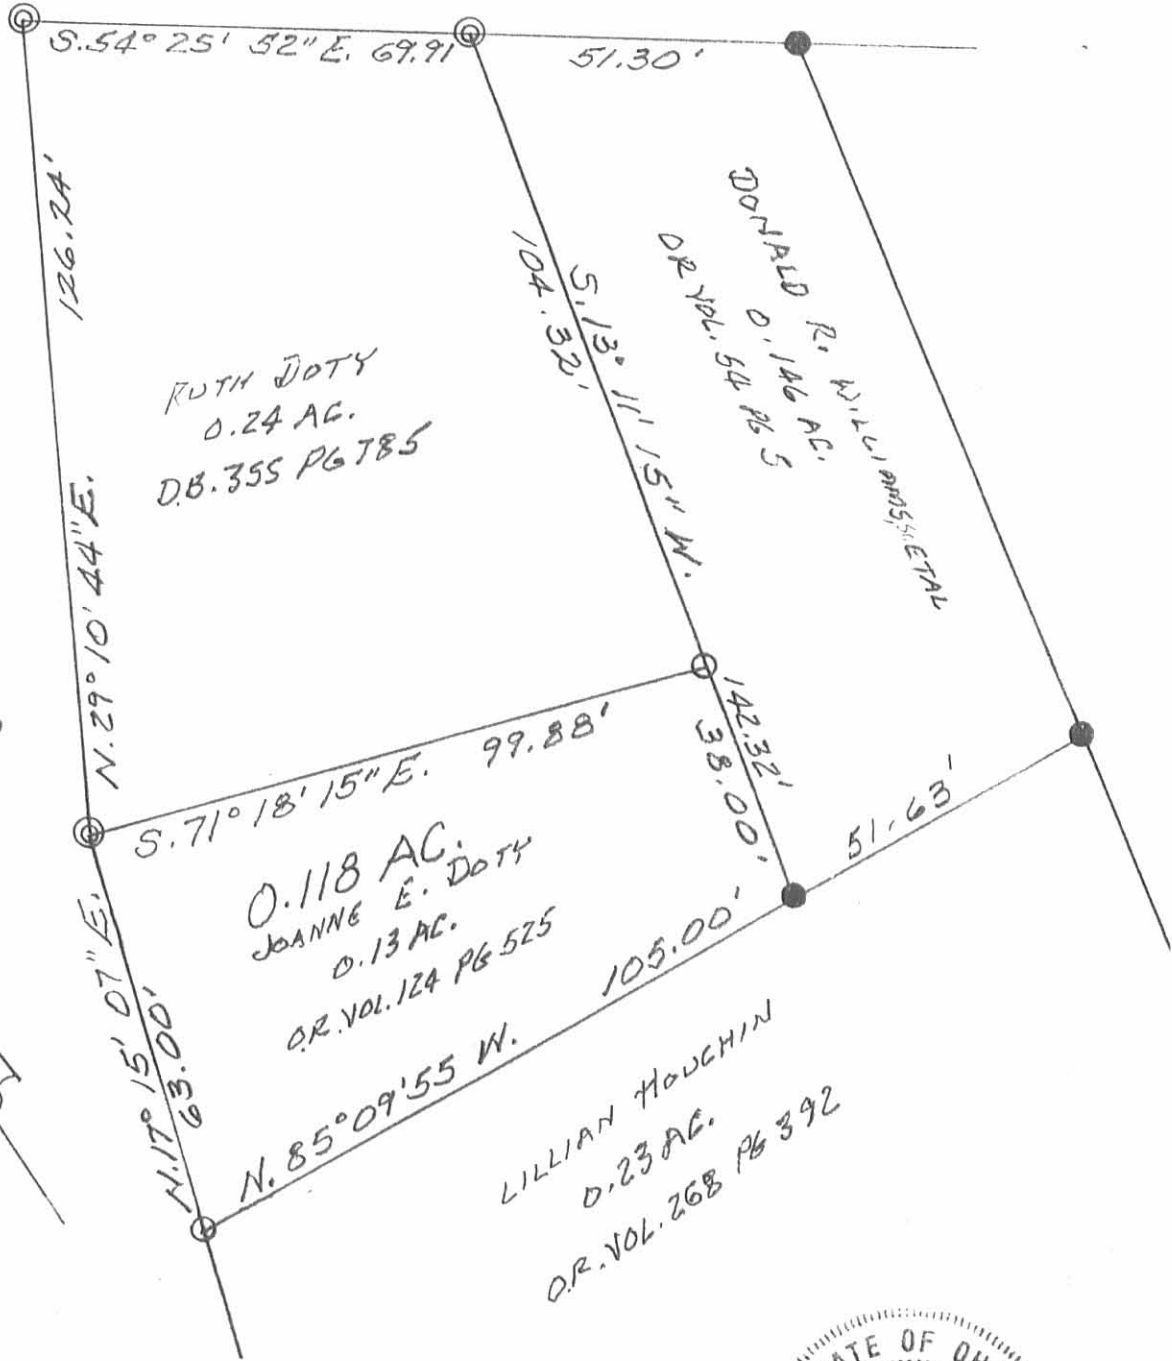 S.54° 25' 52" E. 69.91
51.30'
126.24'
N.29° 10' 44" E.
RUTH DOTY
0.24 AC.
D.B.355 PG 785
S.13° 11' 15" W.
104.32'
DONALD R. WILLIAMS, ETAL
0.146 AC.
OR VOL. 54 PG 5
S.71° 18' 15" E. 99.88'
142.32'
38.00'
51.63'
0.118 AC.
JOANNE E. DOTY
0.13 AC.
O.R. VOL. 124 PG 525
N.17° 15' 07" E.
63.00'
N. 85° 09' 55 W. 105.00'
LILLIAN HOUCHIN
0.23 AC.
O.R. VOL. 268 PG 392
OF